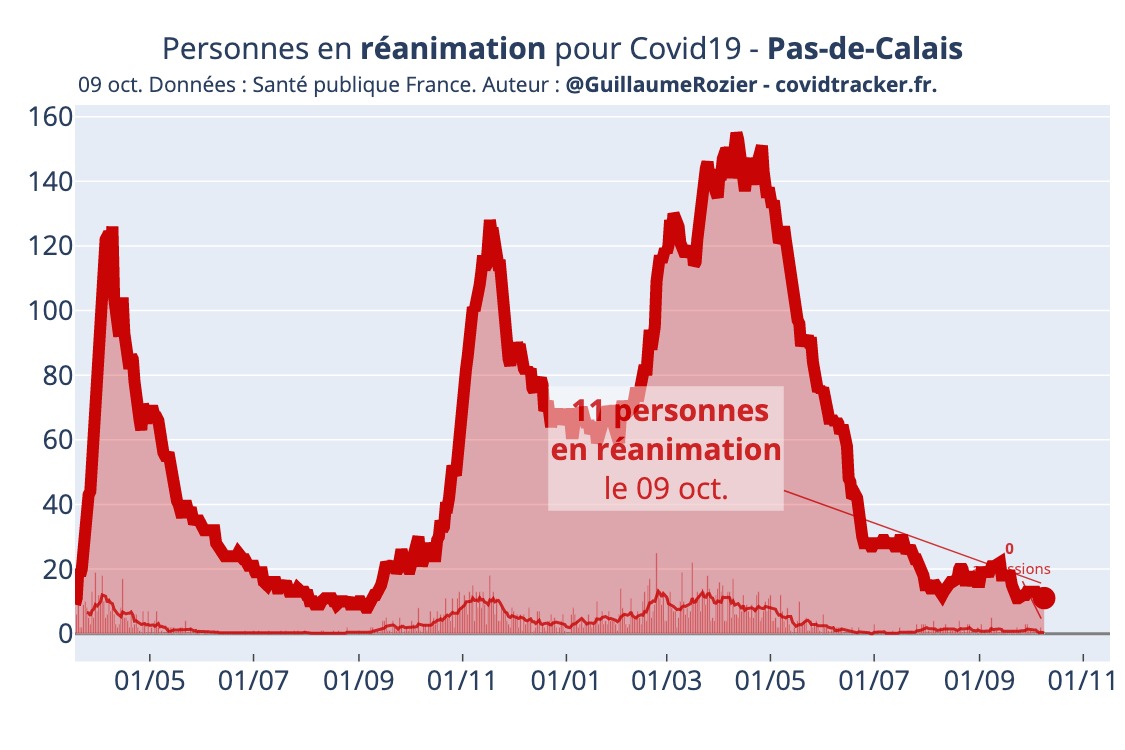 Personnes en réanimation pour Covid19 - Pas-de-Calais
09 oct. Données : Santé publique France. Auteur : @GuillaumeRozier - covidtracker.fr.
160
140
120
100
80
60
40
20
0
11 personnes
en réanimation
le 09 oct.
0
01/05 01/07 01/09 01/11 01/01 01/03 01/05 01/07 01/09 01/11